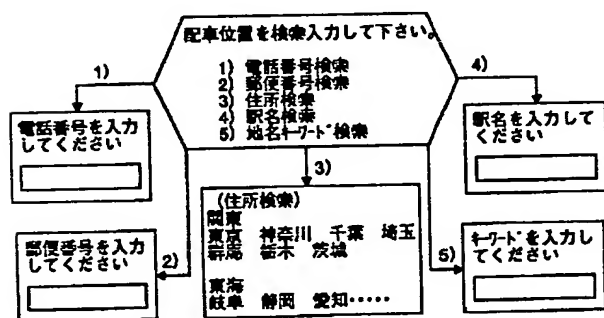 配車位置を検索入力して下さい。
1) 電話番号検索
2) 郵便番号検索
3) 住所検索
4) 駅名検索
5) 地名ｷｰﾜｰﾄﾞ検索
1)
電話番号を入力
してください
4)
駅名を入力して
ください
3)
(住所検索)
関東
東京 神奈川 千葉 埼玉
群馬 栃木 茨城
東海
岐阜 静岡 愛知・・・・・
2)
郵便番号を入力
してください
5)
ｷｰﾜｰﾄﾞを入力し
てください